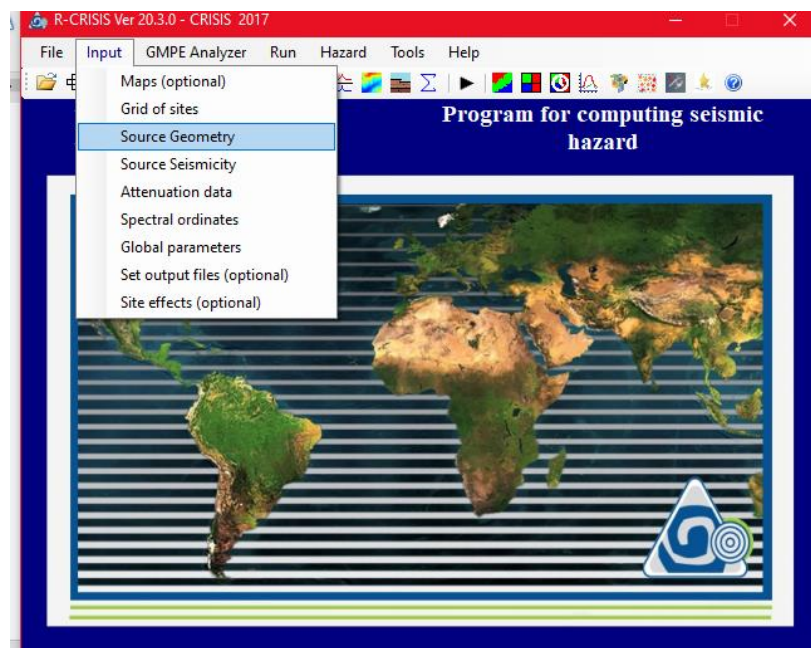 R-CRISIS Ver 20.3.0 - CRISIS 2017
File Input GMPE Analyzer Run Hazard Tools Help
Maps (optional)
Grid of sites
Source Geometry
Source Seismicity
Attenuation data
Spectral ordinates
Global parameters
Set output files (optional)
Site effects (optional)
Program for computing seismic
hazard